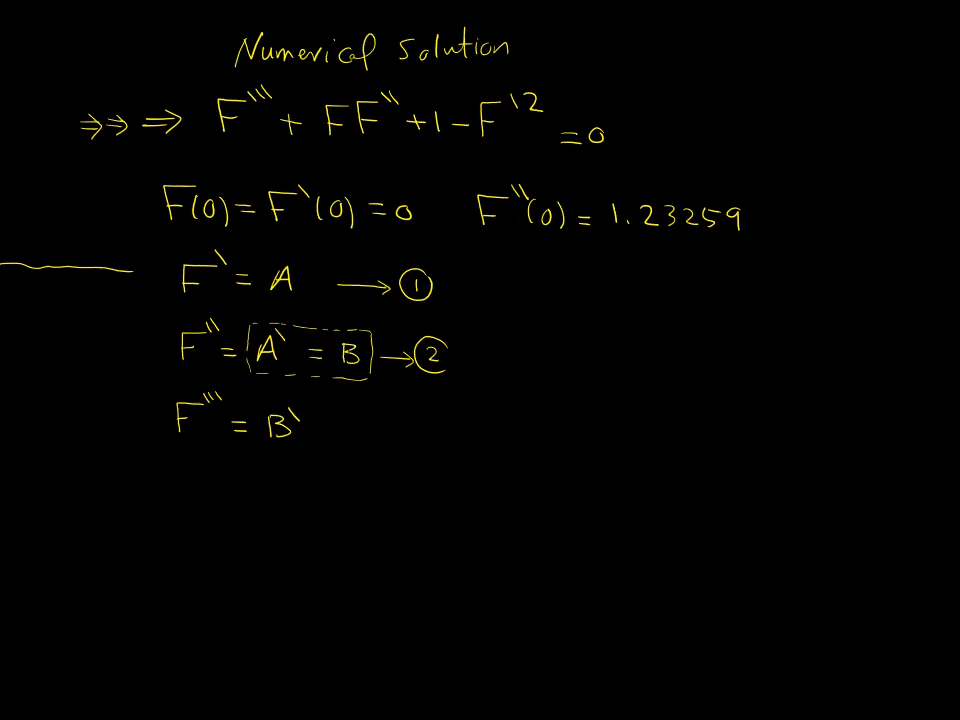 Numerical Solution
⇒⇒ ⇒ F''' + FF'' + 1 - F'2 = 0
F(0) = F'(0) = 0 F''(0) = 1.23259
F' = A → ①
F'' = A' = B → ②
F''' = B'